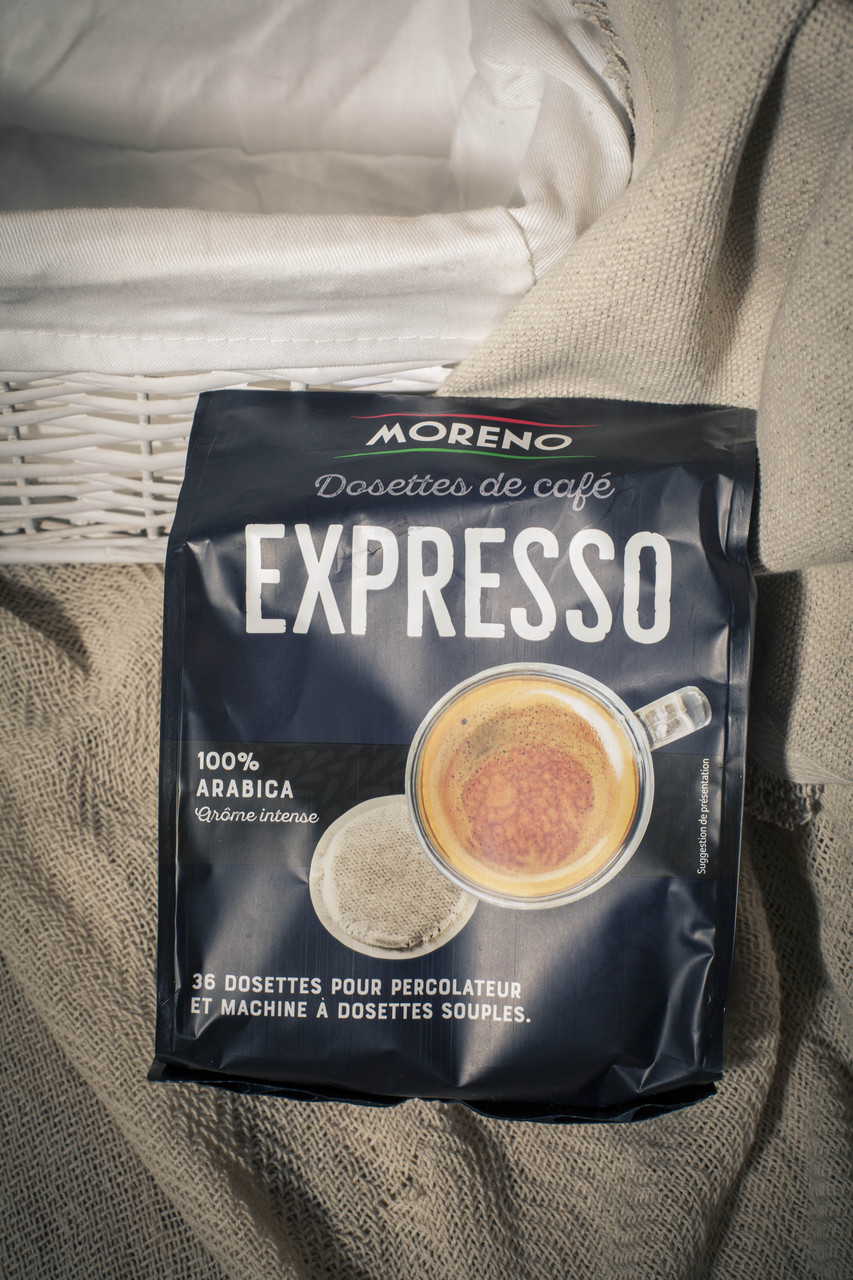 MORENO
Dosettes de café
EXPRESSO
100%
ARABICA
Arôme intense
Suggestion de présentation
36 DOSETTES POUR PERCOLATEUR
ET MACHINE À DOSETTES SOUPLES.